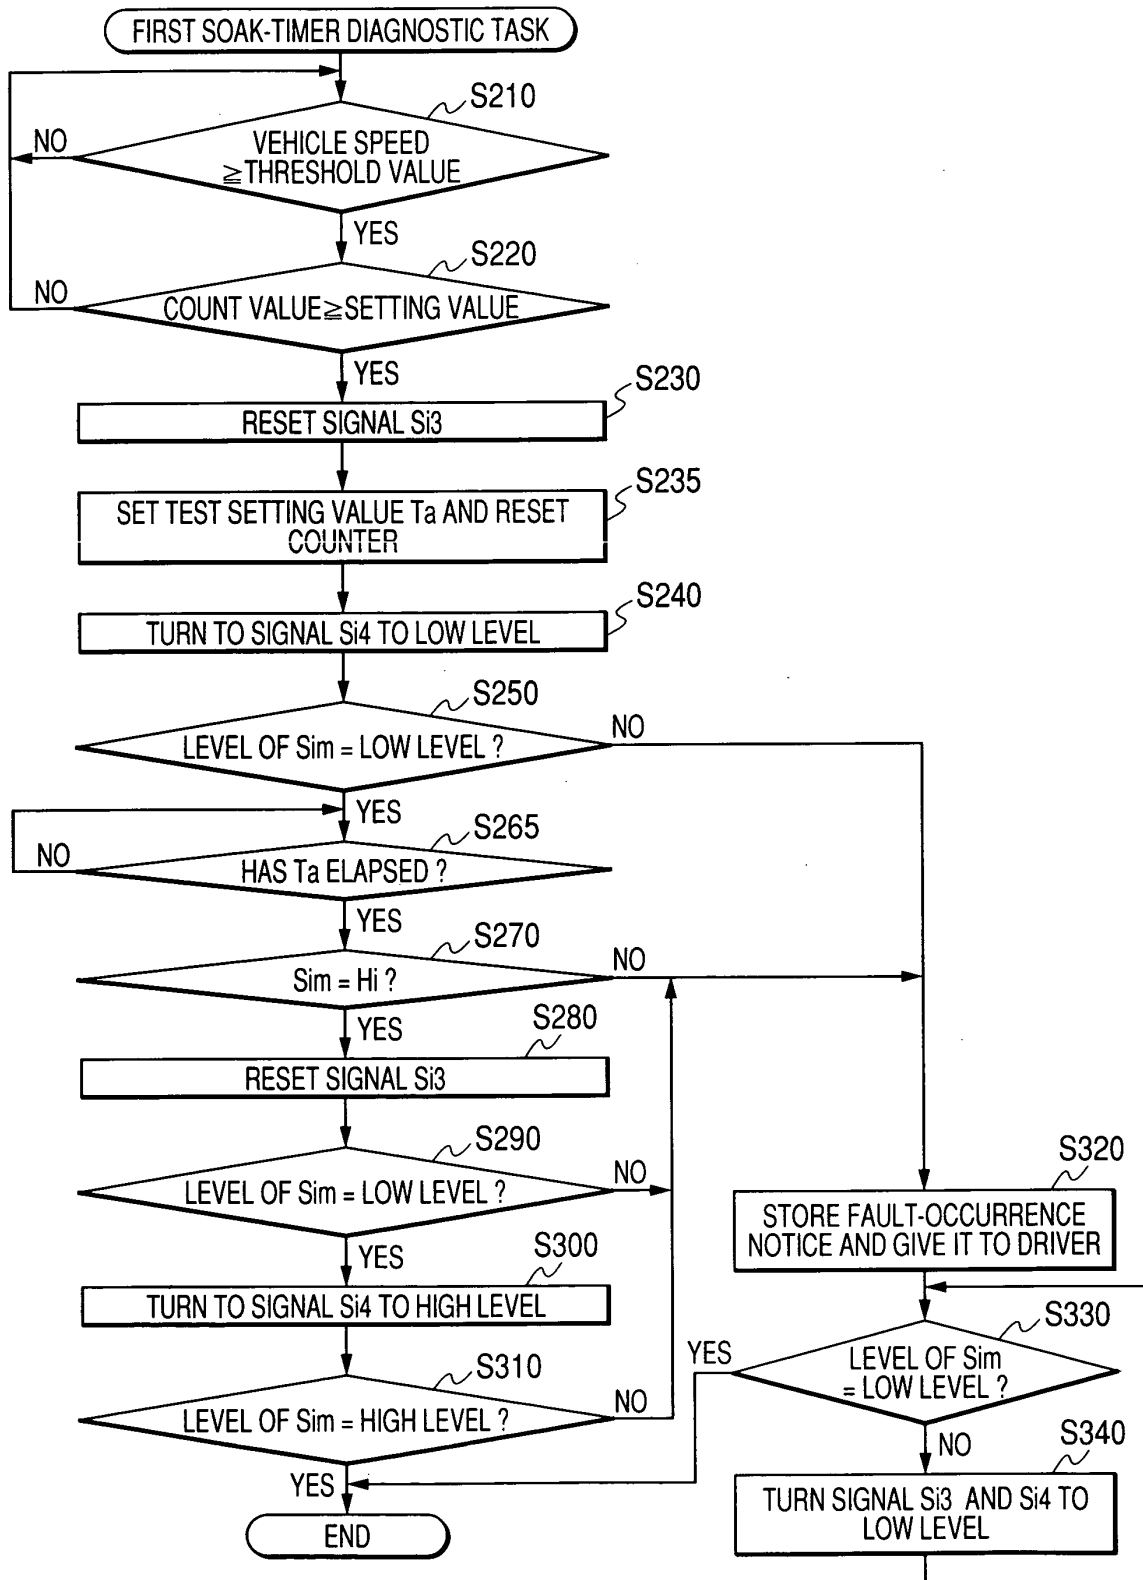 FIRST SOAK-TIMER DIAGNOSTIC TASK
S210
NO
VEHICLE SPEED
≧THRESHOLD VALUE
YES
S220
NO
COUNT VALUE≧SETTING VALUE
YES
S230
RESET SIGNAL Si3
S235
SET TEST SETTING VALUE Ta AND RESET
COUNTER
S240
TURN TO SIGNAL Si4 TO LOW LEVEL
S250
NO
LEVEL OF Sim = LOW LEVEL ?
YES
S265
NO
HAS Ta ELAPSED ?
YES
S270
NO
Sim = Hi ?
YES
S280
RESET SIGNAL Si3
S290
NO
LEVEL OF Sim = LOW LEVEL ?
YES
S300
TURN TO SIGNAL Si4 TO HIGH LEVEL
S310
NO
LEVEL OF Sim = HIGH LEVEL ?
YES
END
S320
STORE FAULT-OCCURRENCE
NOTICE AND GIVE IT TO DRIVER
S330
YES
LEVEL OF Sim
= LOW LEVEL ?
NO
S340
TURN SIGNAL Si3 AND Si4 TO
LOW LEVEL